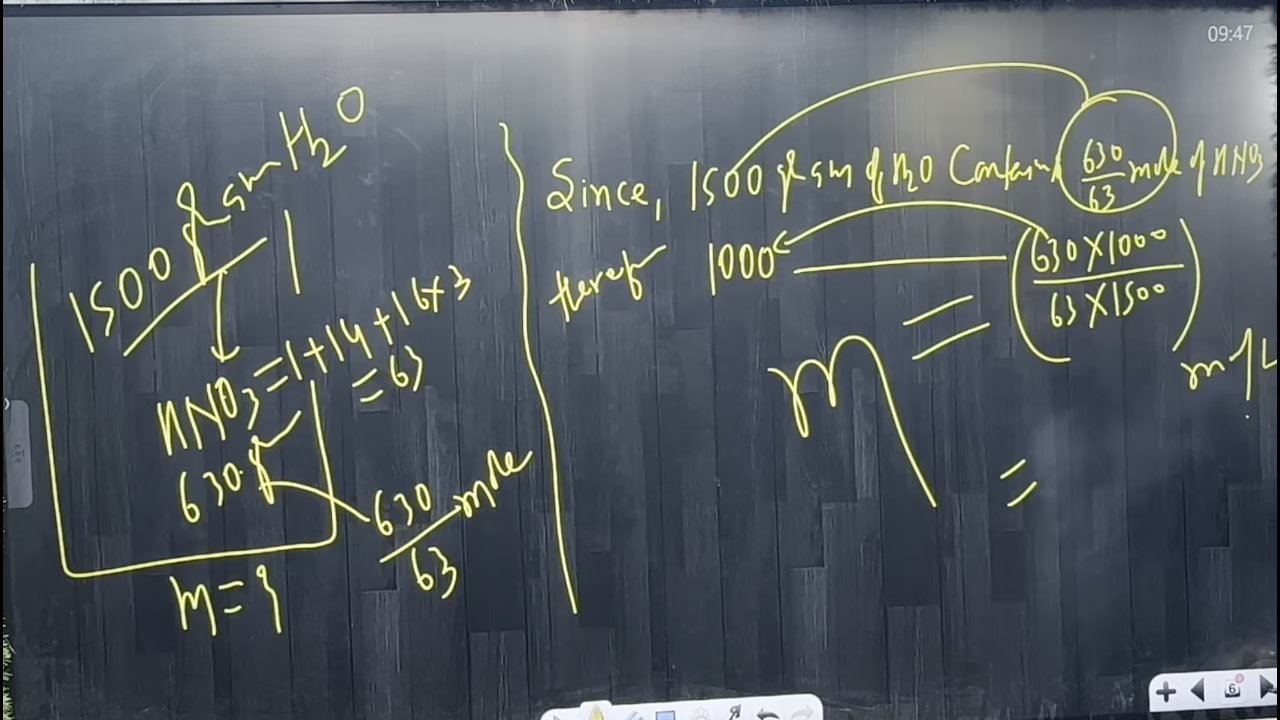 09:47
1500 gram H₂O
HNO₃ = 1 + 14 + 16 × 3
= 63
630 g
630/63 mole
m = ?
Since, 1500 gram of H₂O Contains 630/63 mole of HNO₃
1000 (630 × 1000)/(63 × 1500)
m =
=
6